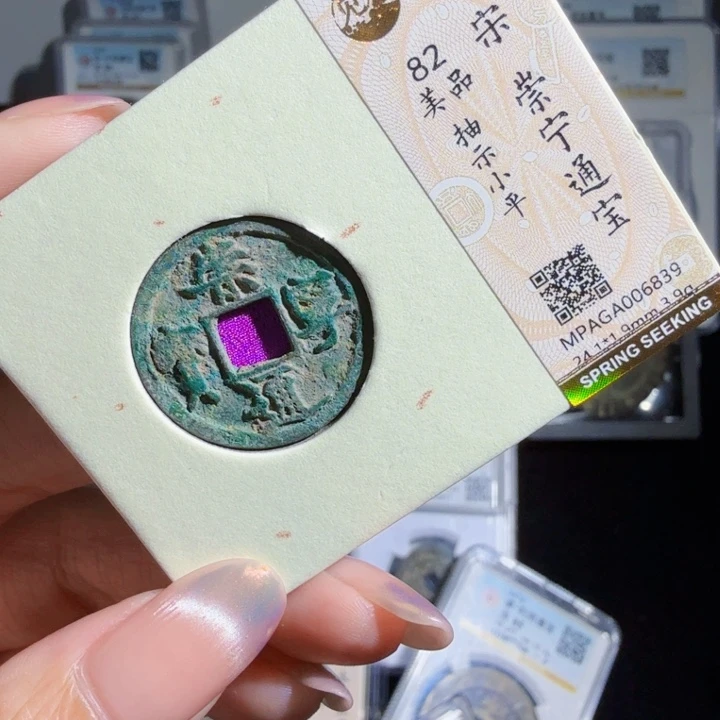 宋
崇宁通宝
82
美品
抽示小平
MPAGA006839
24.1*1.9mm 3.9g
SPRING SEEKING